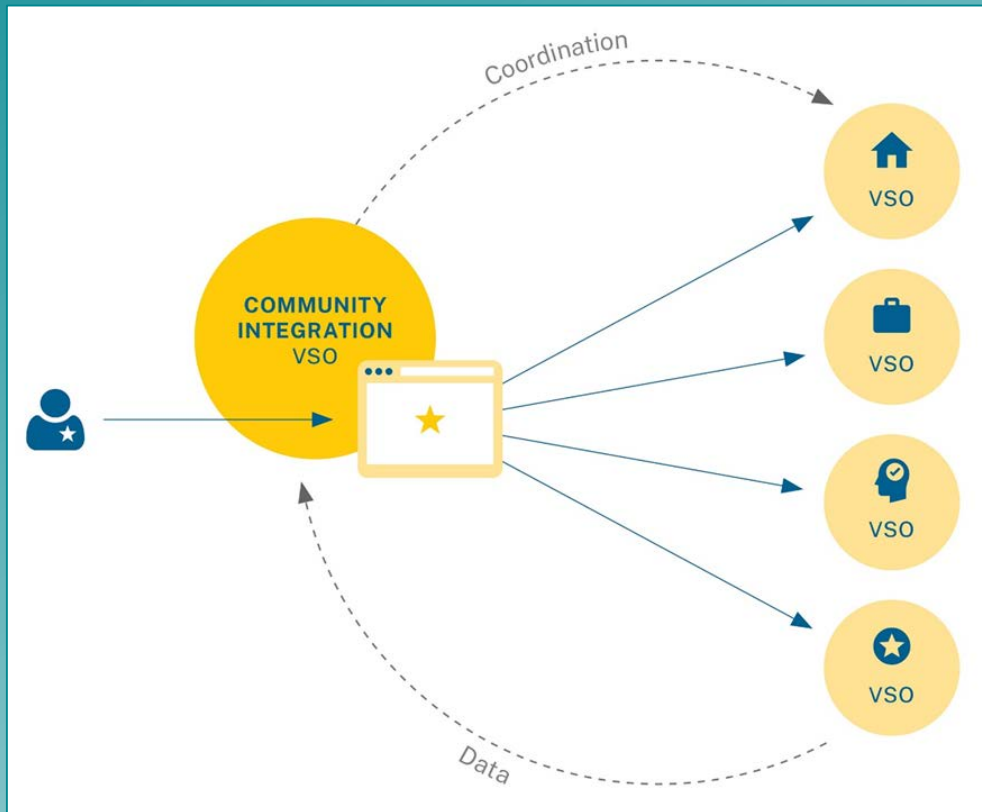 Coordination
VSO
COMMUNITY
INTEGRATION
VSO
VSO
VSO
VSO
Data